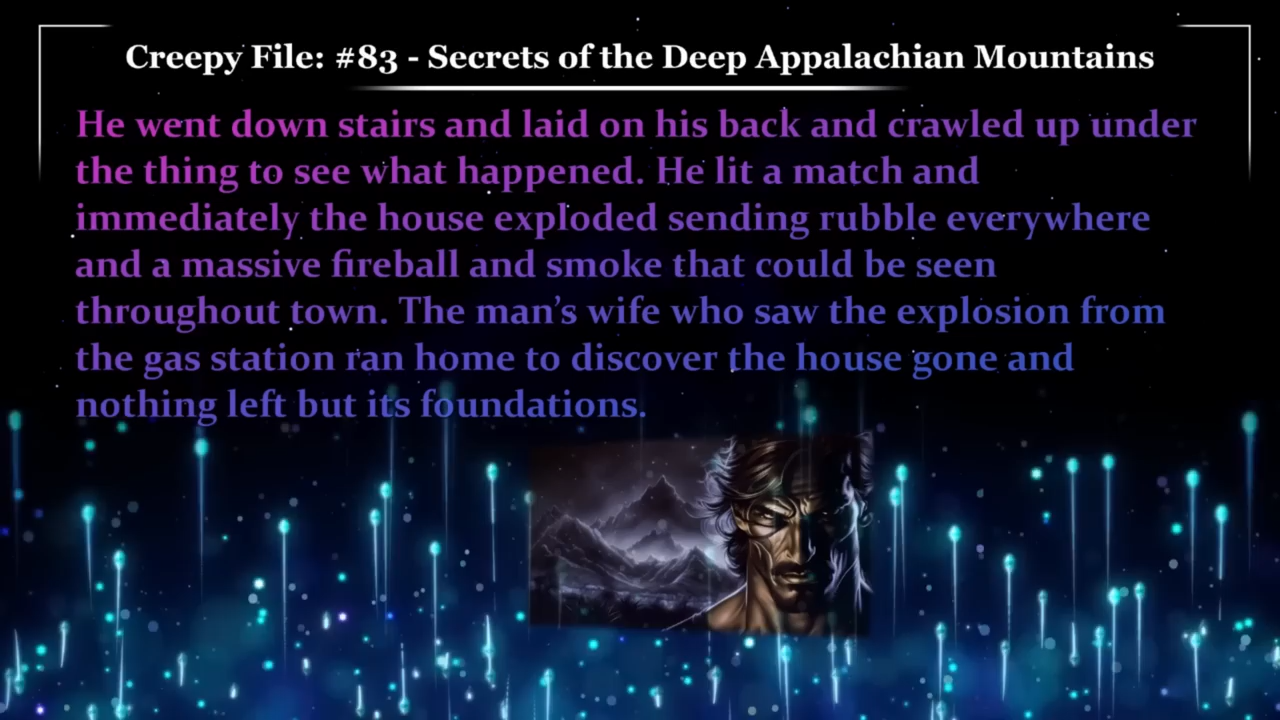 Creepy File: #83 - Secrets of the Deep Appalachian Mountains
He went down stairs and laid on his back and crawled up under
the thing to see what happened. He lit a match and
immediately the house exploded sending rubble everywhere
and a massive fireball and smoke that could be seen
throughout town. The man’s wife who saw the explosion from
the gas station ran home to discover the house gone and
nothing left but its foundations.